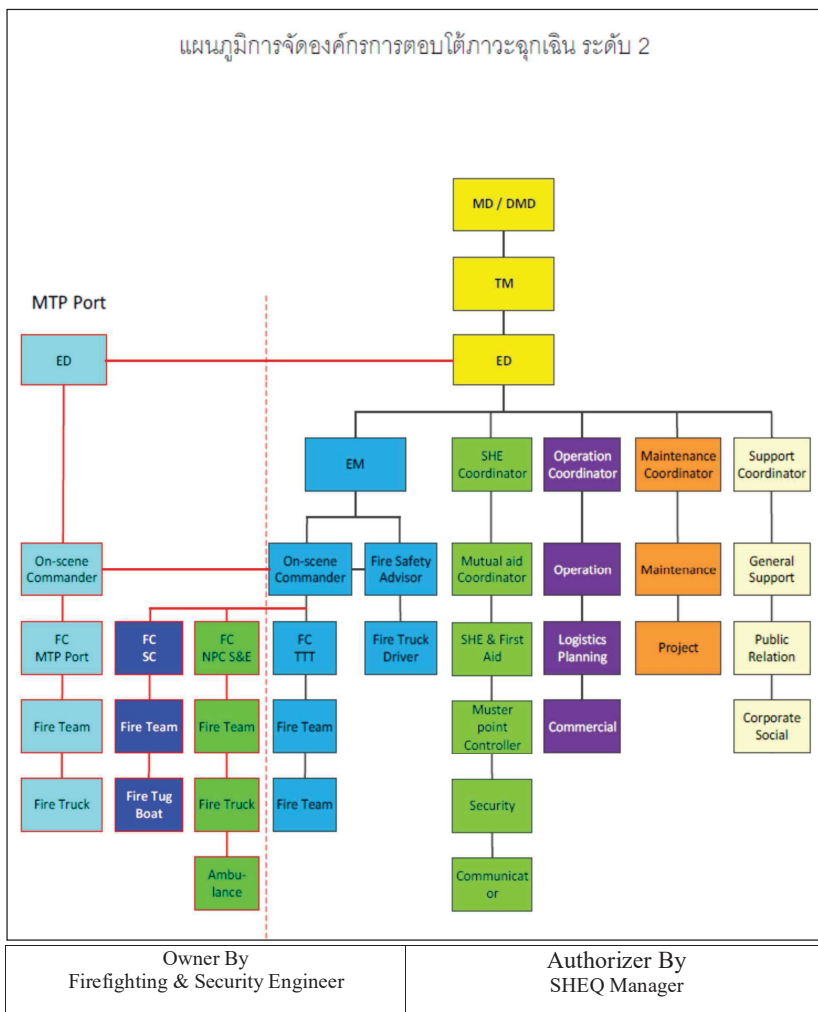 แผนภูมิการจัดองค์กรการตอบโต้ภาวะฉุกเฉิน ระดับ 2
MD / DMD
TM
MTP Port
ED
ED
EM
SHE
Coordinator
Operation
Coordinator
Maintenance
Coordinator
Support
Coordinator
On-scene
Commander
On-scene
Commander
Fire Safety
Advisor
Mutual aid
Coordinator
Operation
Maintenance
General
Support
FC
MTP Port
FC
SC
FC
NPC S&E
FC
TTT
Fire Truck
Driver
SHE & First
Aid
Logistics
Planning
Project
Public
Relation
Fire Team
Fire Team
Fire Team
Fire Team
Muster
point
Controller
Commercial
Corporate
Social
Fire Truck
Fire Tug
Boat
Fire Truck
Fire Team
Security
Ambu-
lance
Communicat
or
Owner By
Firefighting & Security Engineer
Authorizer By
SHEQ Manager